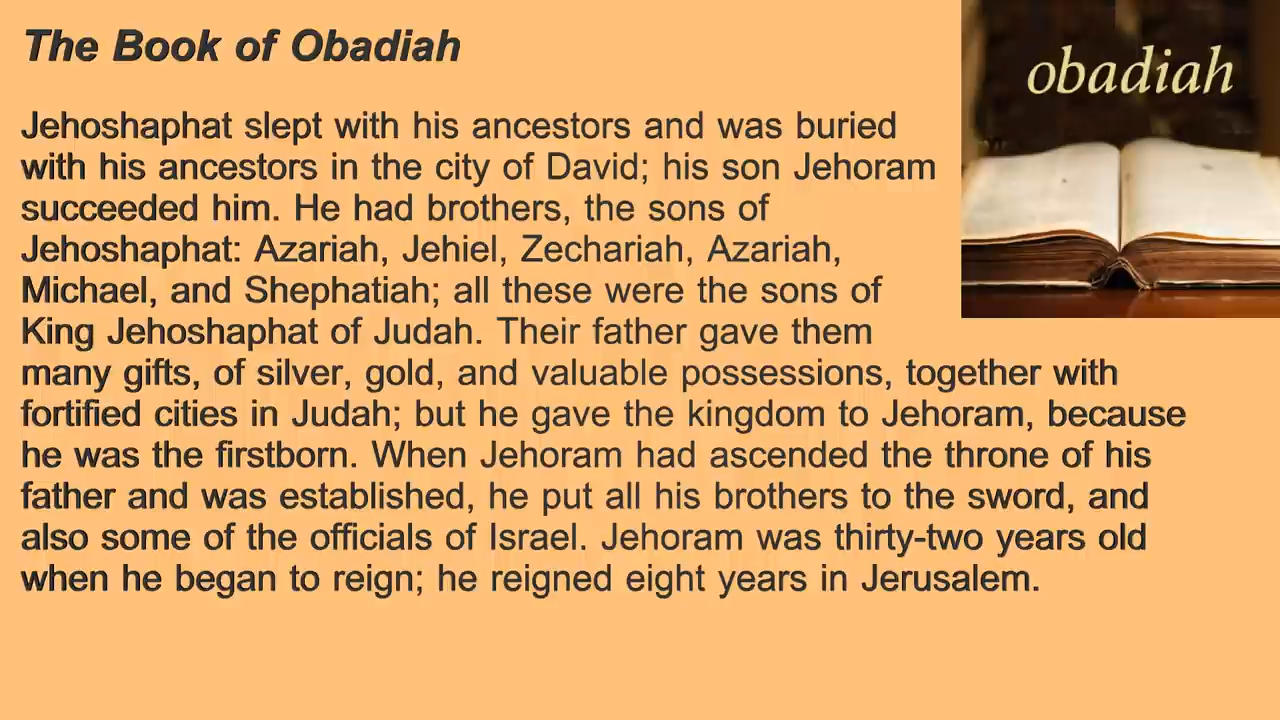 The Book of Obadiah
obadiah
Jehoshaphat slept with his ancestors and was buried
with his ancestors in the city of David; his son Jehoram
succeeded him. He had brothers, the sons of
Jehoshaphat: Azariah, Jehiel, Zechariah, Azariah,
Michael, and Shephatiah; all these were the sons of
King Jehoshaphat of Judah. Their father gave them
many gifts, of silver, gold, and valuable possessions, together with
fortified cities in Judah; but he gave the kingdom to Jehoram, because
he was the firstborn. When Jehoram had ascended the throne of his
father and was established, he put all his brothers to the sword, and
also some of the officials of Israel. Jehoram was thirty-two years old
when he began to reign; he reigned eight years in Jerusalem.